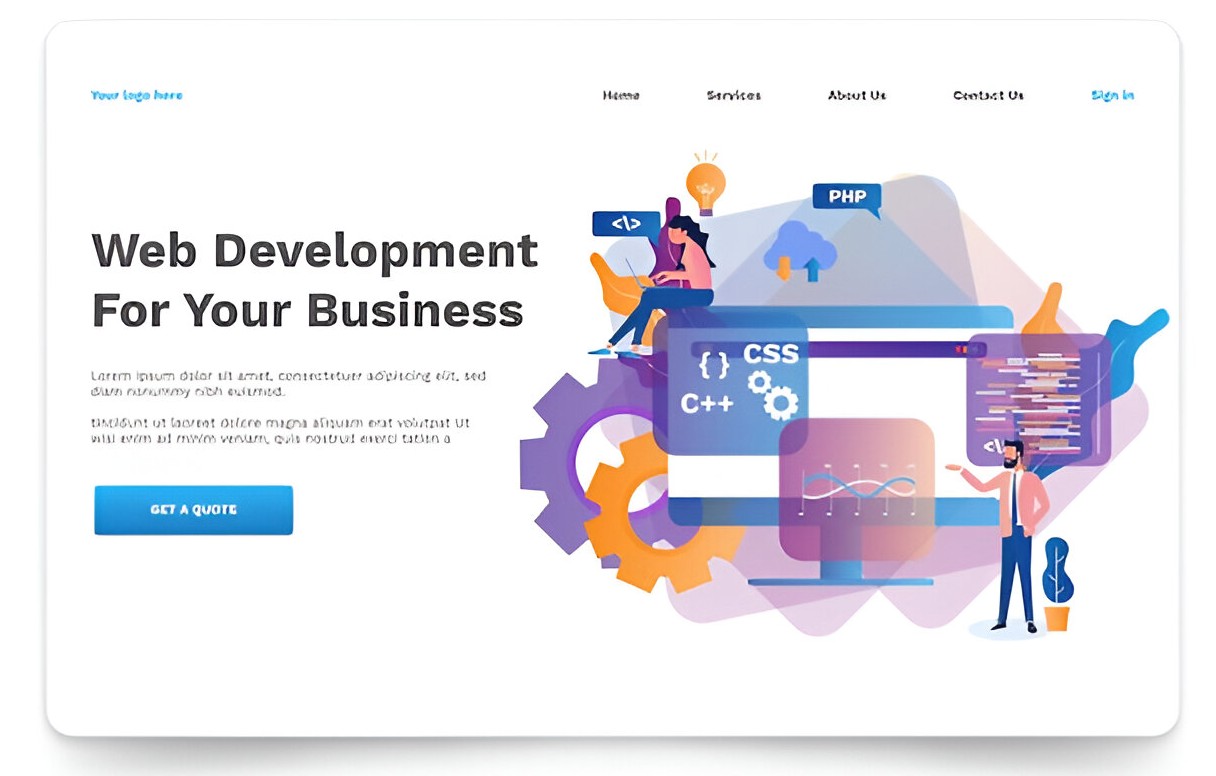 Your logo here
Home Services About Us Contact Us Sign in
Web Development
For Your Business
Lorem ipsum dolor sit amet, consectetuer adipiscing elit, sed
diam nonummy nibh euismod.
tincidunt ut laoreet dolore magna aliquam erat volutpat Ut
wisi enim ad minim veniam, quis nostrud exerci tation a
GET A QUOTE
<\>
PHP
{ } CSS
C++
<\